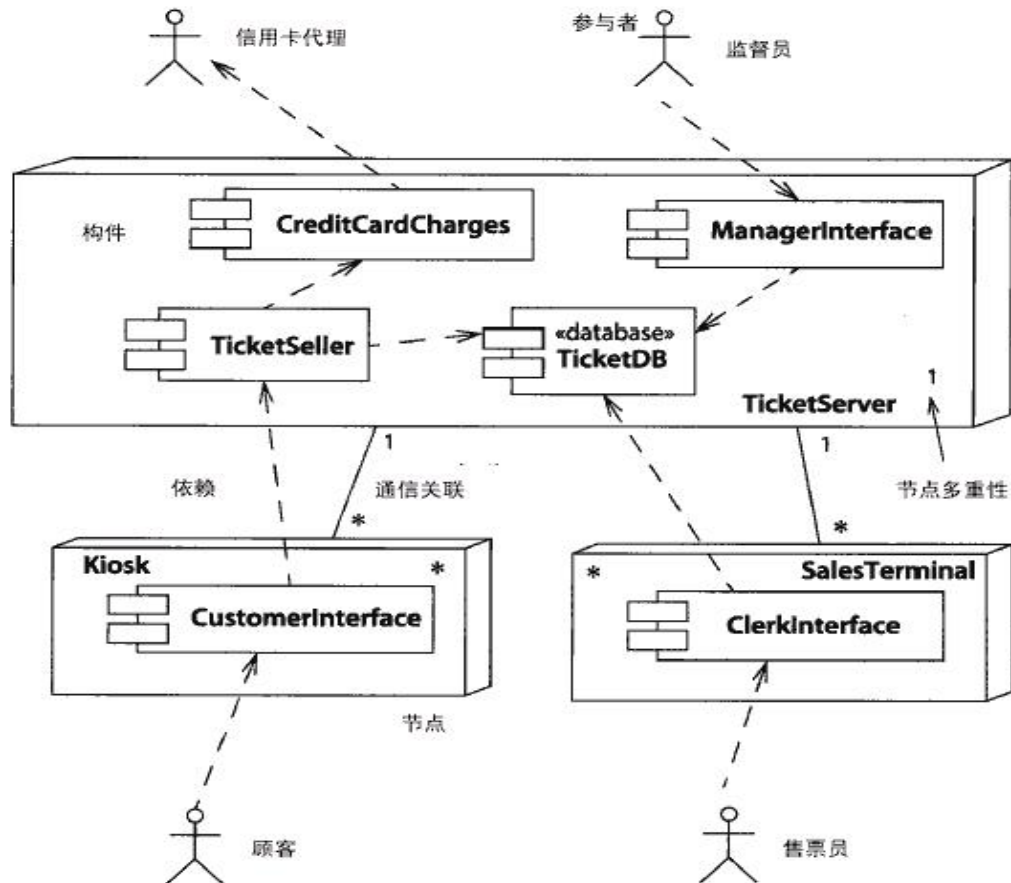 信用卡代理
参与者
监督员
构件
CreditCardCharges
ManagerInterface
TicketSeller
«database»
TicketDB
1
TicketServer
1
1
依赖
通信关联
节点多重性
*
*
Kiosk
*
*
SalesTerminal
CustomerInterface
ClerkInterface
节点
顾客
售票员